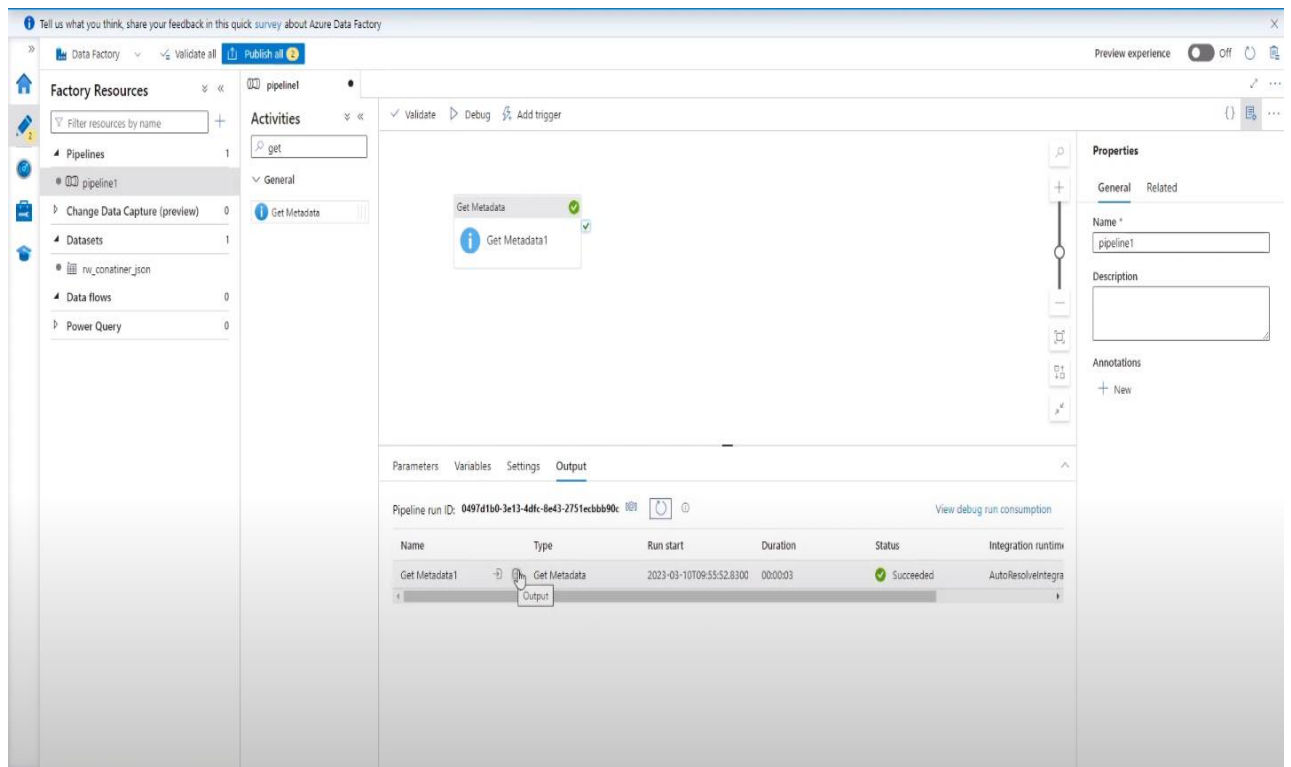 Tell us what you think, share your feedback in this quick survey about Azure Data Factory
Data Factory
Validate all
Publish all 2
Preview experience
Off
Factory Resources
Filter resources by name
Pipelines 1
pipeline1
Change Data Capture (preview) 0
Datasets 1
rw_conatiner_json
Data flows 0
Power Query 0
2
pipeline1
Activities
get
General
Get Metadata
Validate
Debug
Add trigger
{}
Get Metadata
Get Metadata1
Parameters Variables Settings Output
Pipeline run ID: 0497d1b0-3e13-4dfc-8e43-2751ecbbb90c
View debug run consumption
Name Type Run start Duration Status Integration runtime
Get Metadata1 Get Metadata 2023-03-10T09:55:52.8300 00:00:03 Succeeded AutoResolveIntegra
Output
Properties
General Related
Name *
pipeline1
Description
Annotations
New